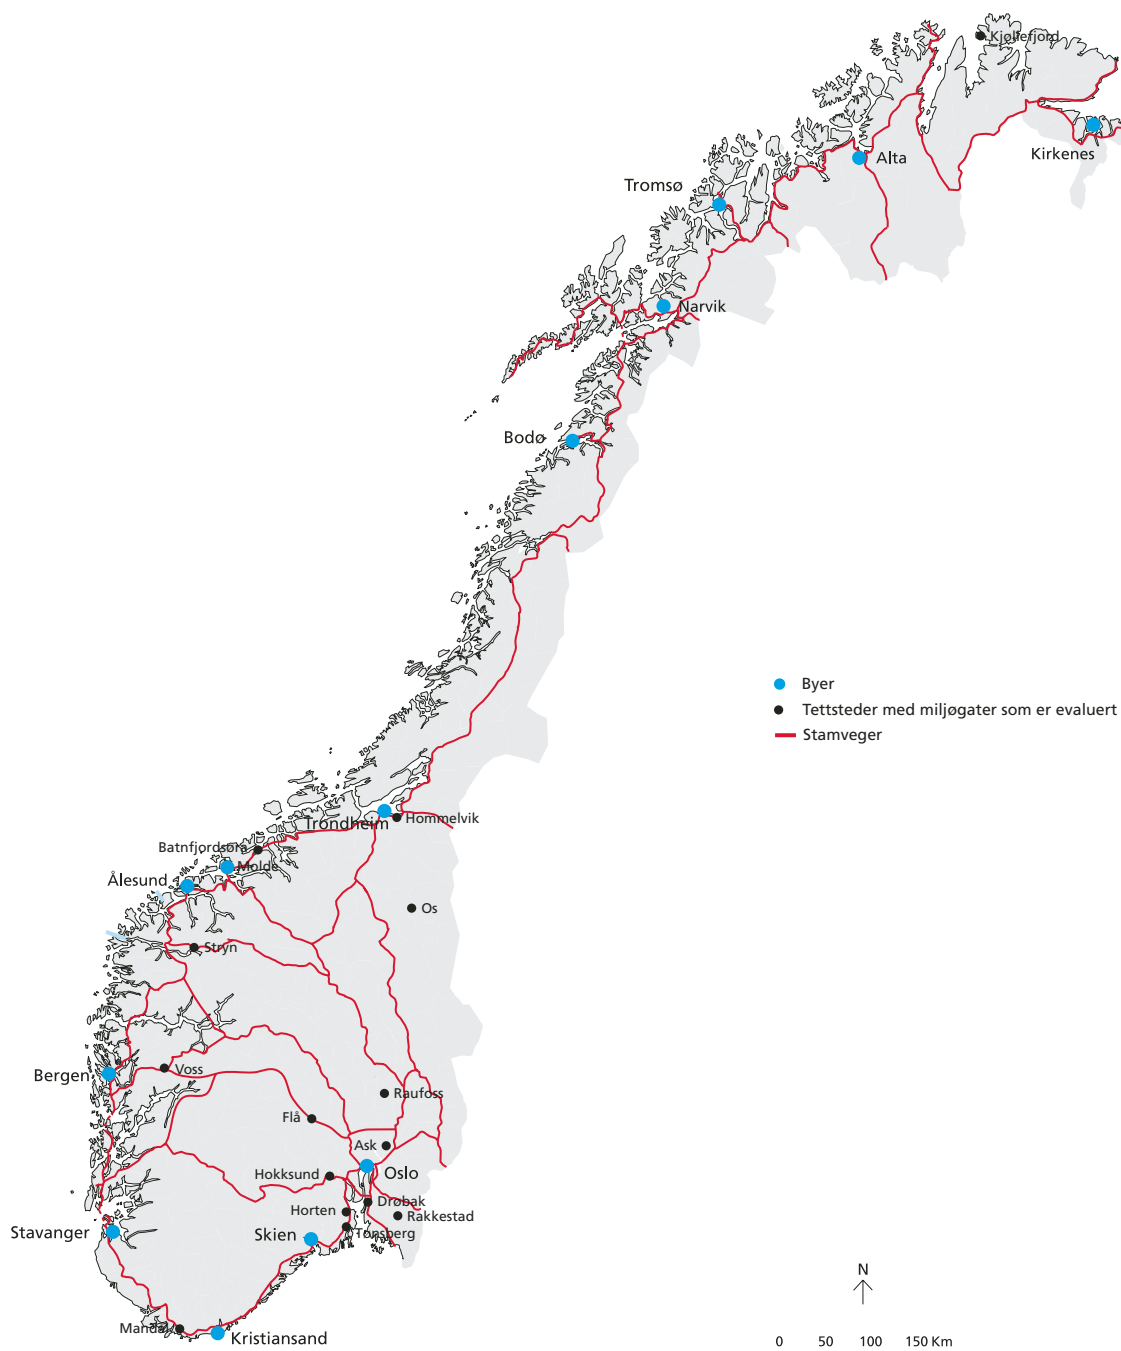 Kjøllefjord
Kirkenes
Alta
Tromsø
Narvik
Bodø
Byer
Tettsteder med miljøgater som er evaluert
Stamveger
Trondheim
Hommelvik
Batnfjordsøra
Molde
Ålesund
Os
Stryn
Voss
Bergen
Raufoss
Flå
Ask
Hokksund
Oslo
Drøbak
Horten
Rakkestad
Stavanger
Skien
Tønsberg
Mandal
Kristiansand
N
0 50 100 150 Km